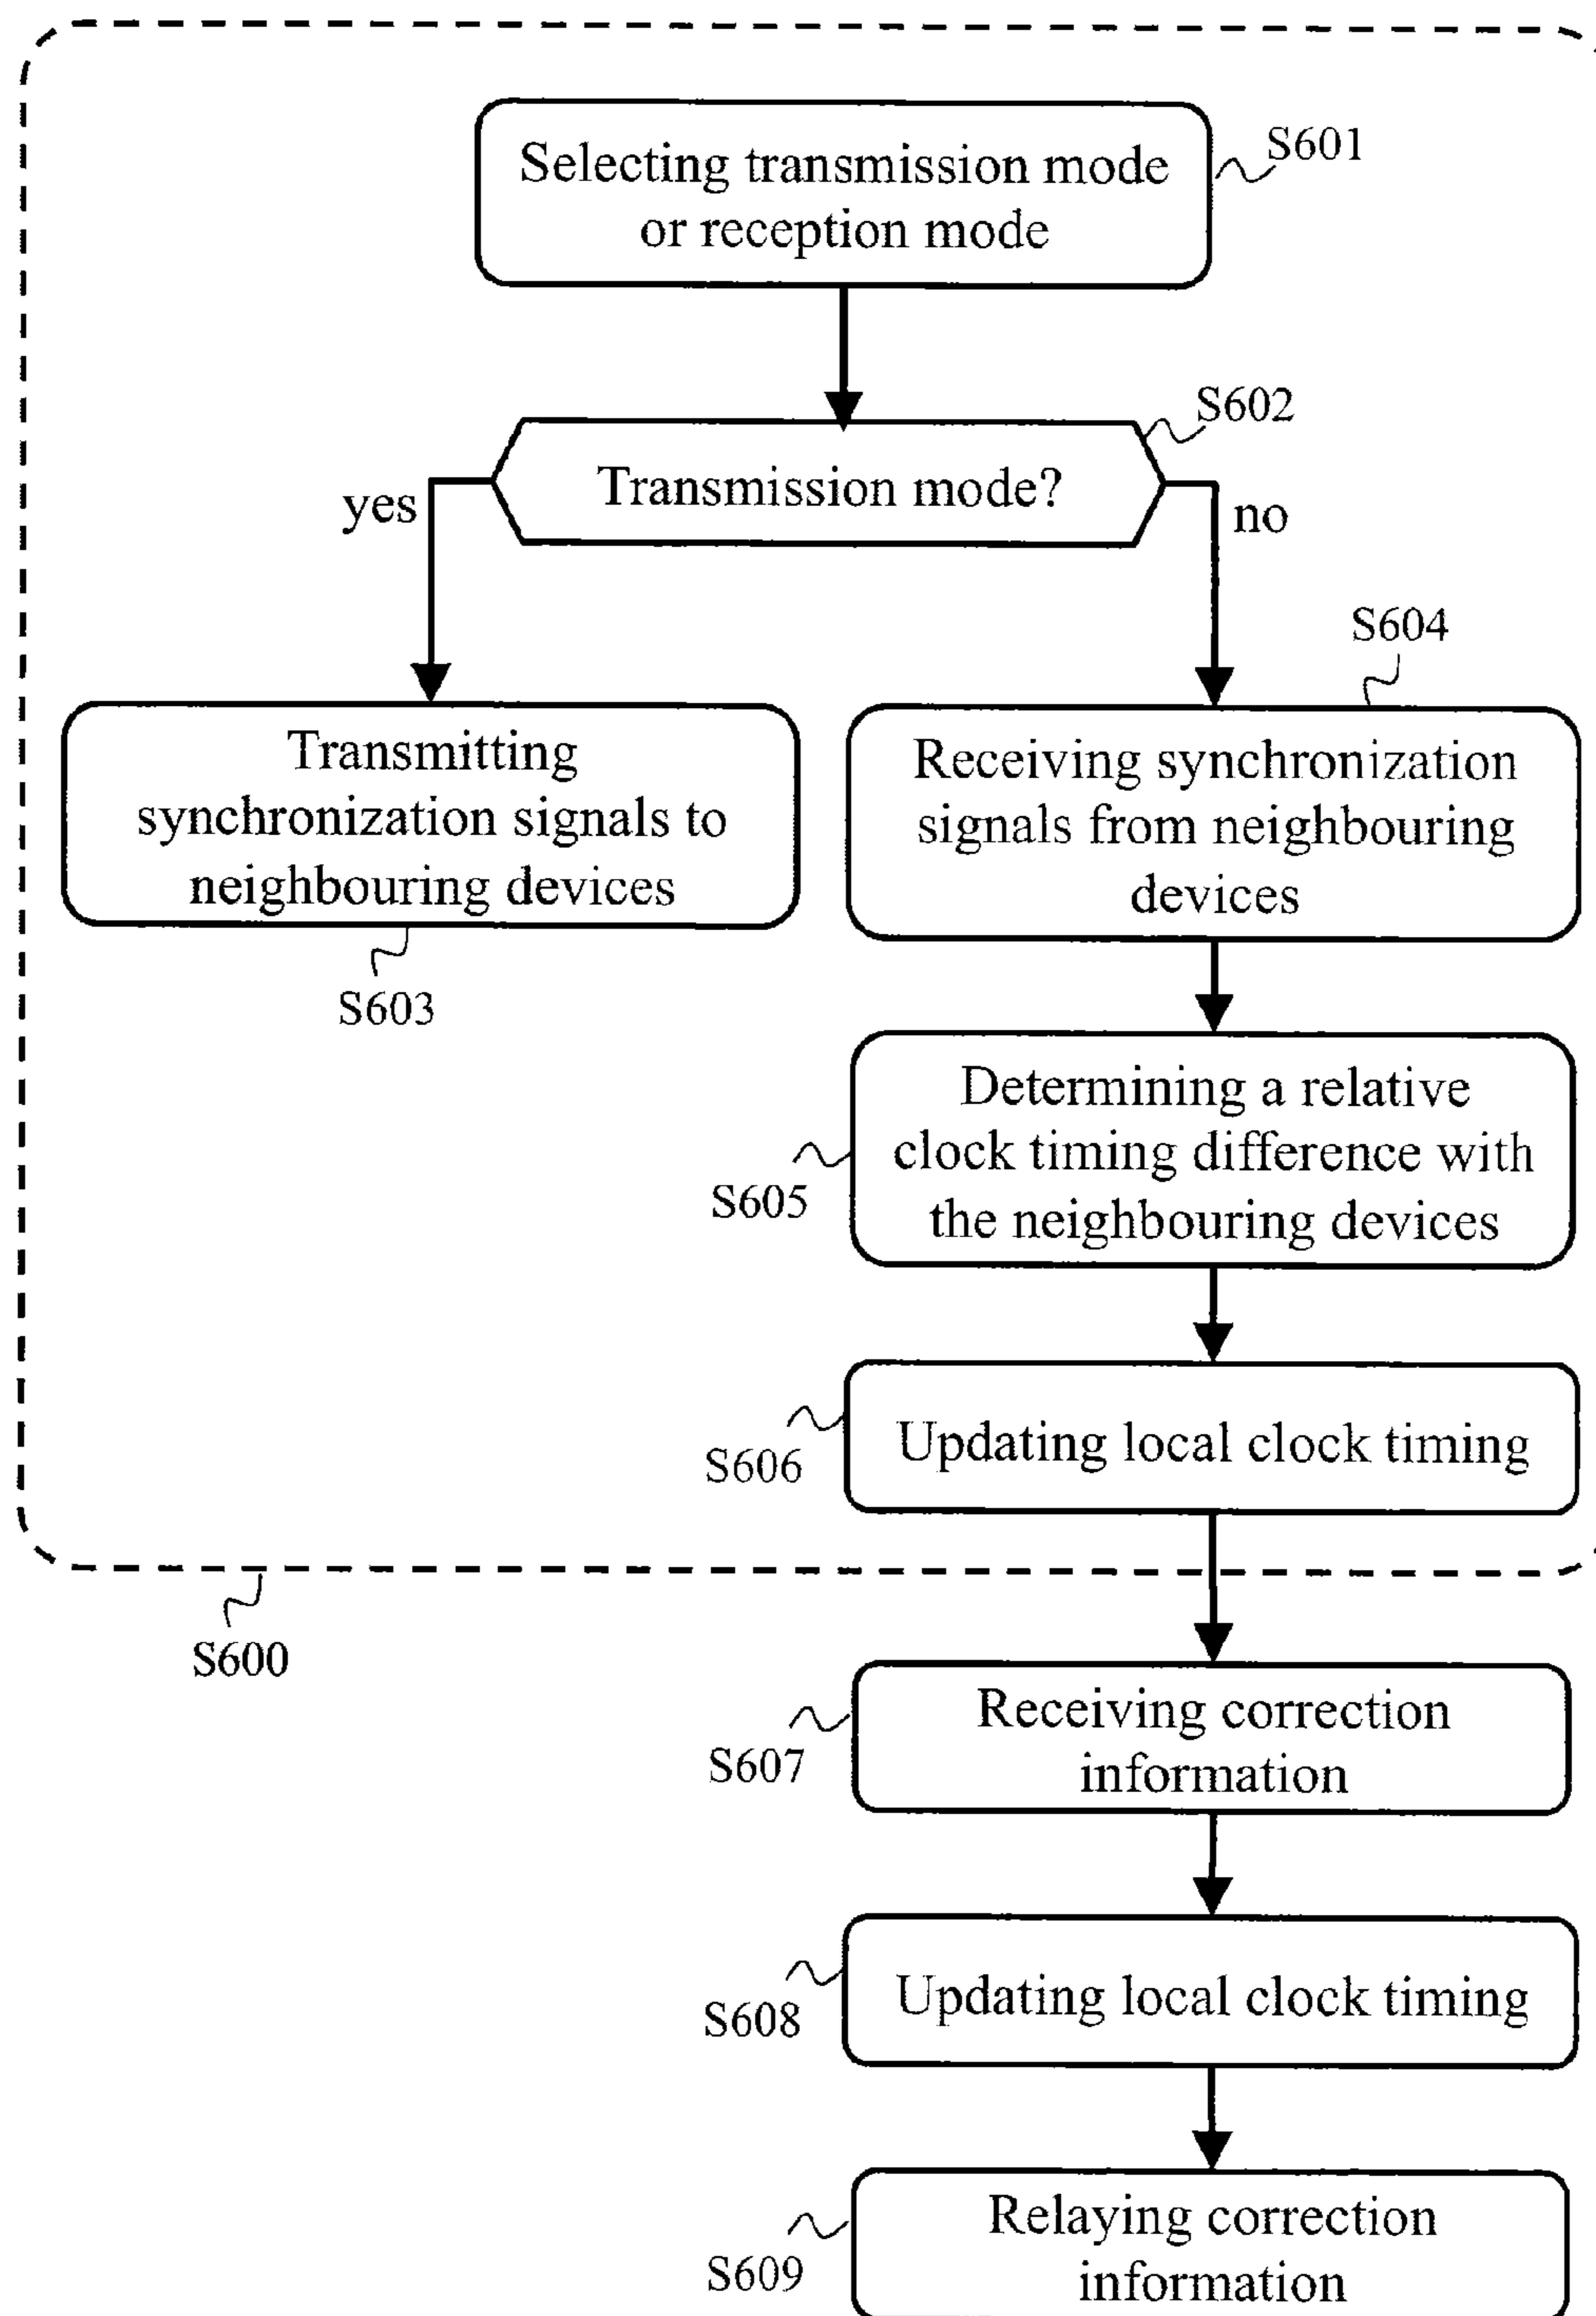 Selecting transmission mode
or reception mode
S601
S602
Transmission mode?
yes
no
S604
Transmitting
synchronization signals to
neighbouring devices
S603
Receiving synchronization
signals from neighbouring
devices
Determining a relative
clock timing difference with
the neighbouring devices
S605
Updating local clock timing
S606
S600
Receiving correction
information
S607
Updating local clock timing
S608
Relaying correction
information
S609